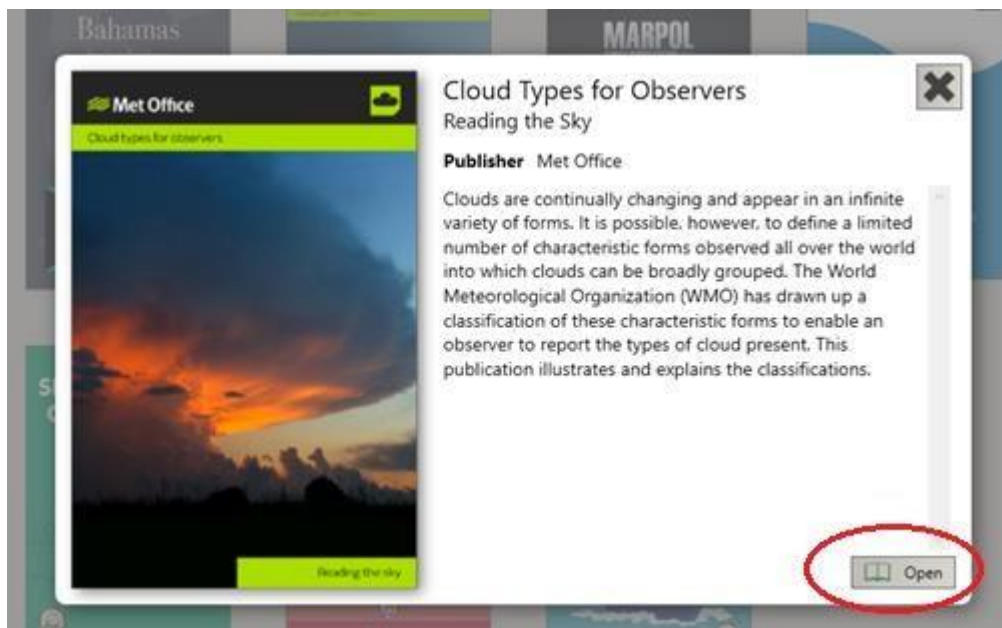 Bahamas
MARPOL
Met Office
Cloud types for observers
Reading the sky
Cloud Types for Observers
Reading the Sky
Publisher Met Office
Clouds are continually changing and appear in an infinite
variety of forms. It is possible, however, to define a limited
number of characteristic forms observed all over the world
into which clouds can be broadly grouped. The World
Meteorological Organization (WMO) has drawn up a
classification of these characteristic forms to enable an
observer to report the types of cloud present. This
publication illustrates and explains the classifications.
Open